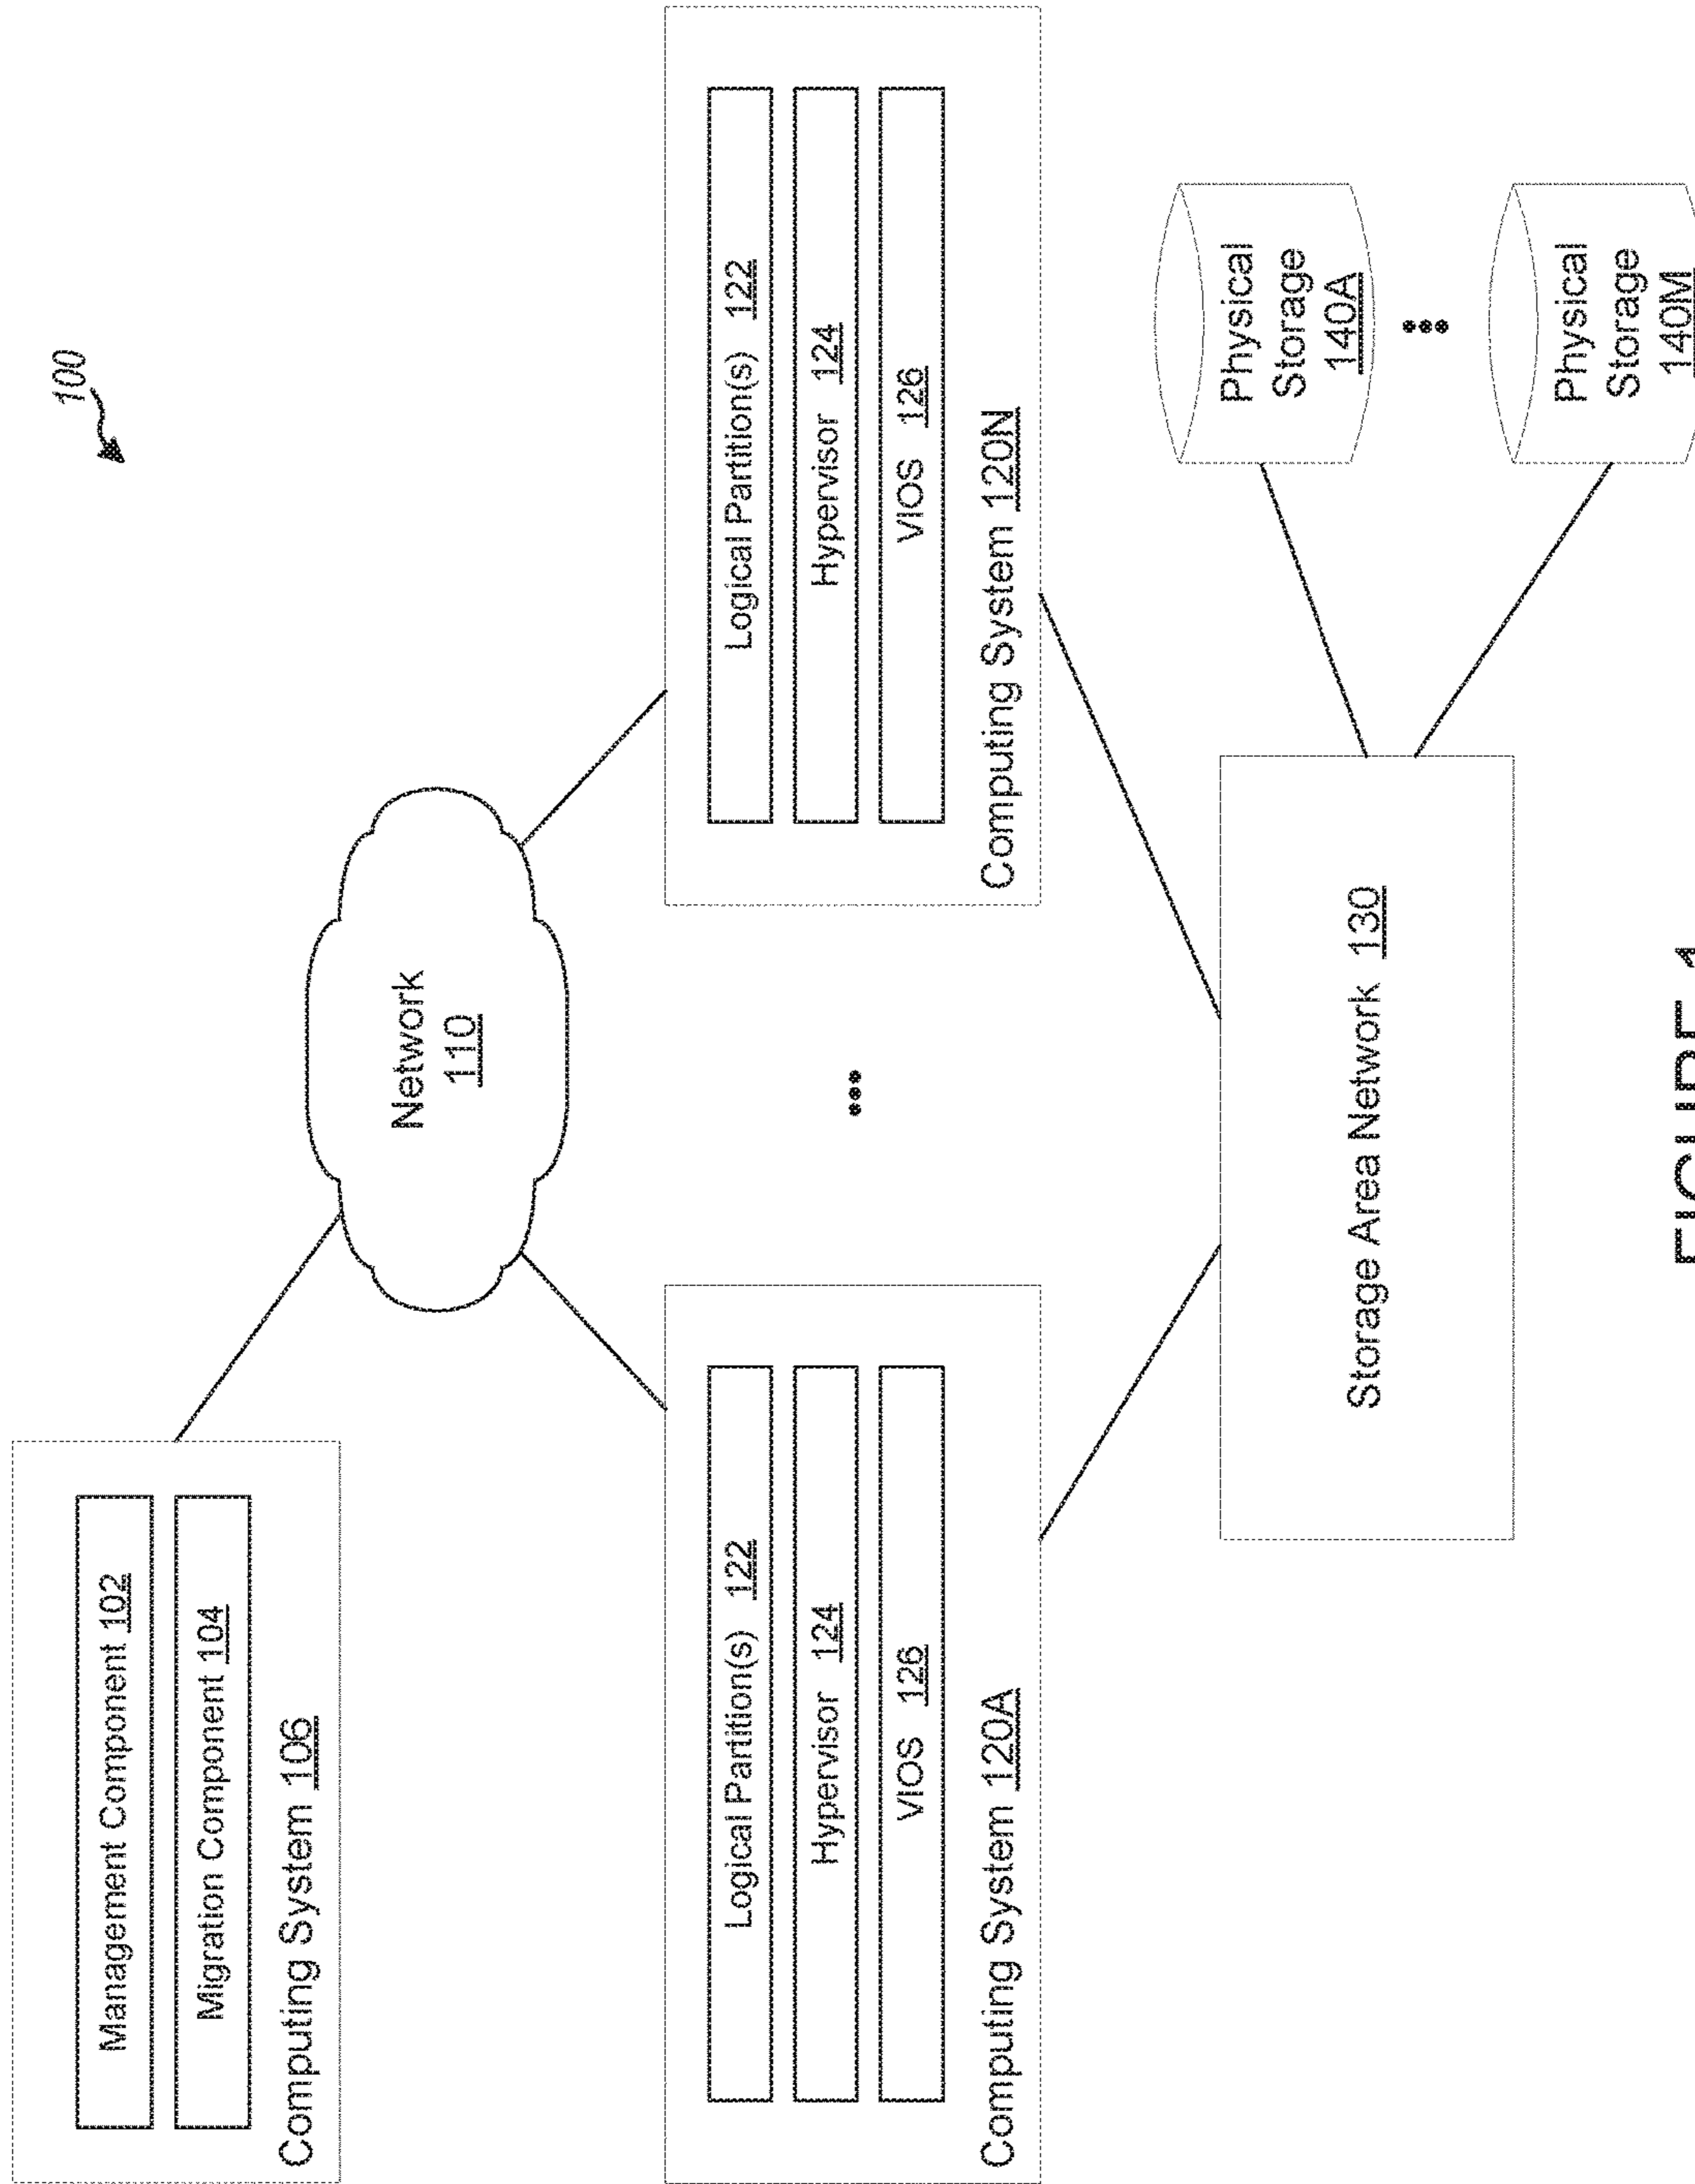 100
Management Component 102
Migration Component 104
Computing System 106
Network
110
Logical Partition(s) 122
Hypervisor 124
VIOS 126
Computing System 120A
Logical Partition(s) 122
Hypervisor 124
VIOS 126
Computing System 120N
Storage Area Network 130
Physical
Storage
140A
Physical
Storage
140M
FIGURE 1